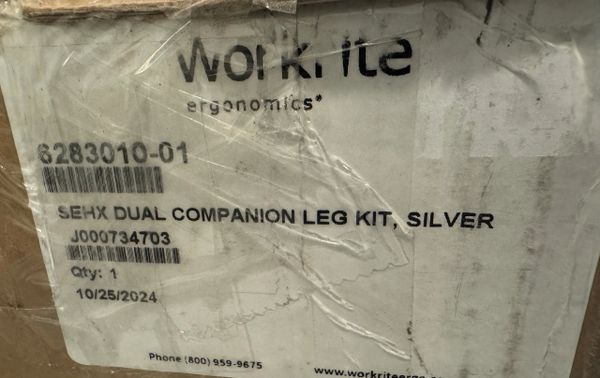 workrite
ergonomics®
6283010-01
SEHX DUAL COMPANION LEG KIT, SILVER
J000734703
Qty: 1
10/25/2024
Phone (800) 959-9675